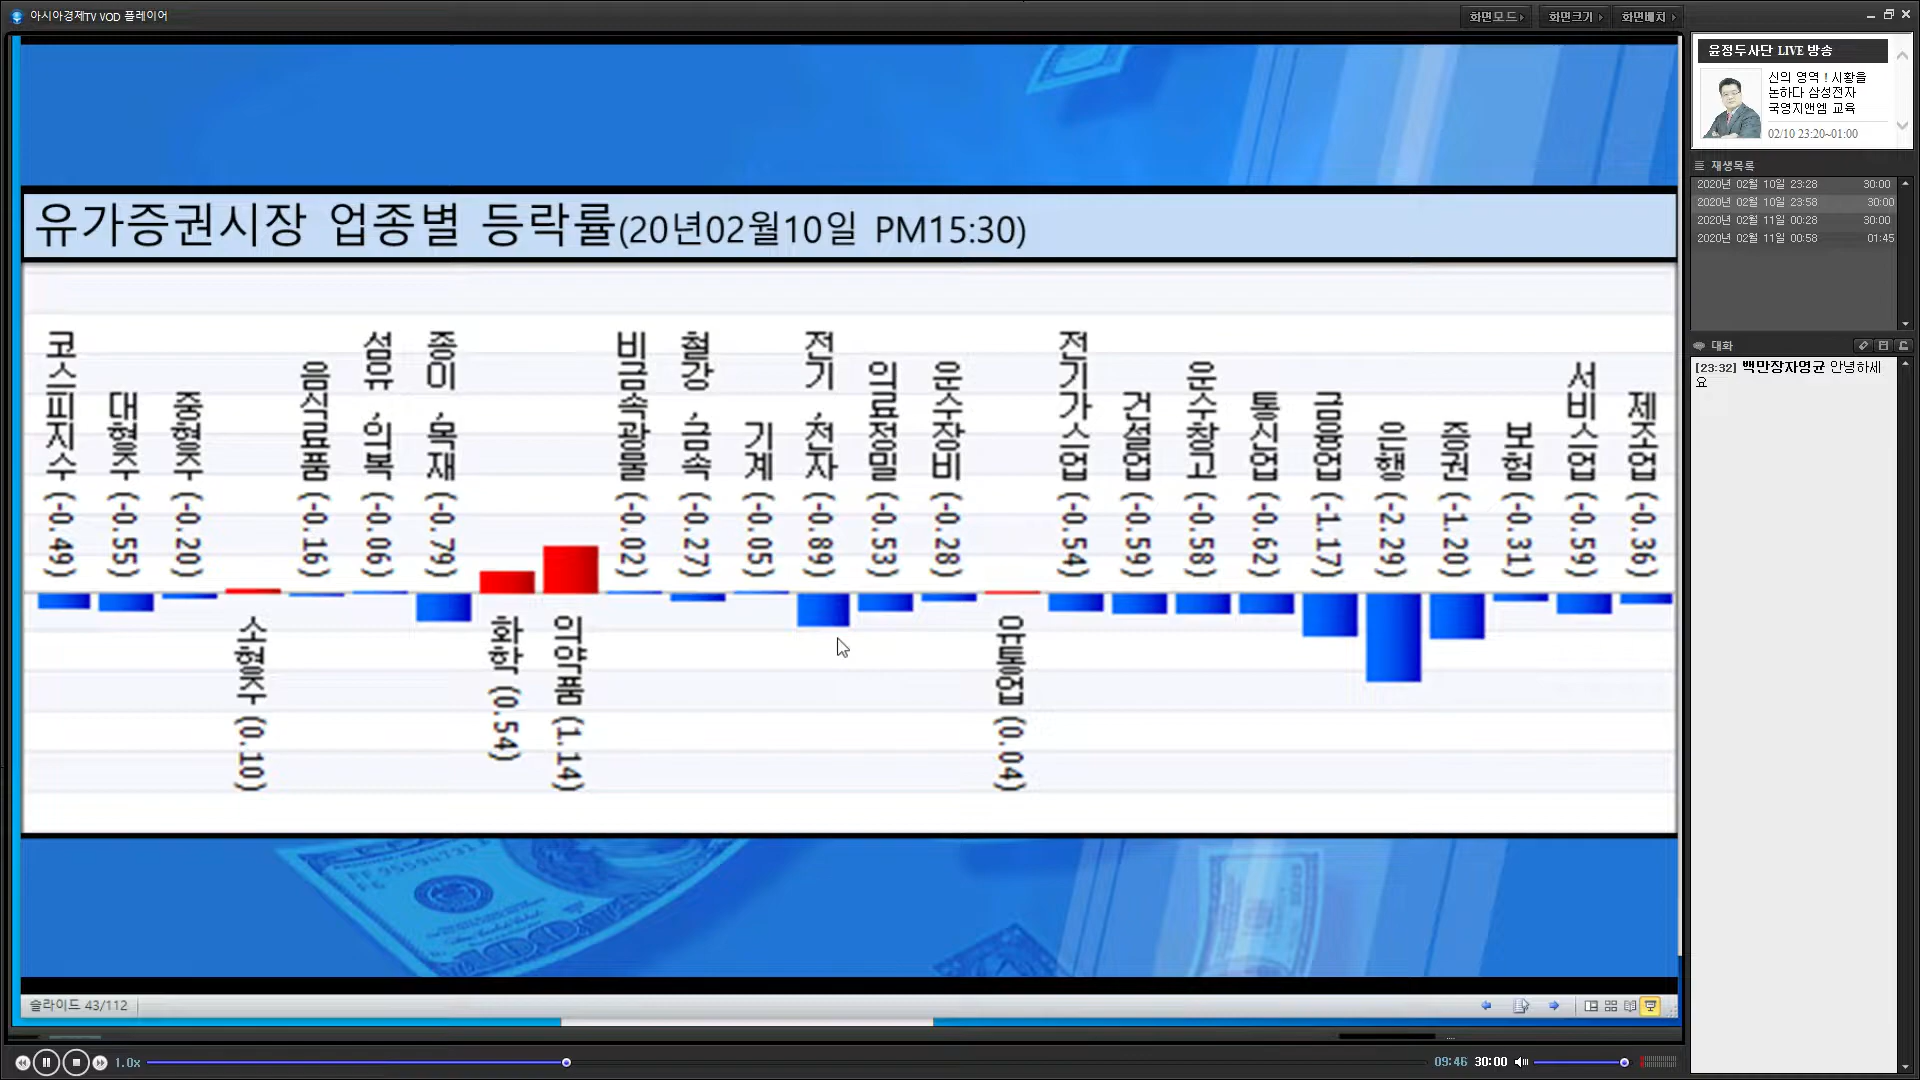 아시아경제TV VOD 플레이어
화면모드
화면크기
화면배치
윤정두사단 LIVE 방송
신의 영역 ! 시황을
논하다 삼성전자
국영지앤엠 교육
02/10 23:20~01:00
재생목록
2020년 02월 10일 23:28 30:00
2020년 02월 10일 23:58 30:00
2020년 02월 11일 00:28 30:00
2020년 02월 11일 00:58 01:45
대화
[23:32] 백만장자영균 안녕하세
요
유가증권시장 업종별 등락률(20년02월10일 PM15:30)
코스피지수 (-0.49)
대형주 (-0.55)
중형주 (-0.20)
소형주 (0.10)
음식료품 (-0.16)
섬유,의복 (-0.06)
종이,목재 (-0.79)
화학 (0.54)
의약품 (1.14)
비금속광물 (-0.02)
철강,금속 (-0.27)
기계 (-0.05)
전기,전자 (-0.89)
의료정밀 (-0.53)
운수장비 (-0.28)
유통업 (0.04)
전기가스업 (-0.54)
건설업 (-0.59)
운수창고 (-0.58)
통신업 (-0.62)
금융업 (-1.17)
은행 (-2.29)
증권 (-1.20)
보험 (-0.31)
서비스업 (-0.59)
제조업 (-0.36)
슬라이드 43/112
1.0x
09:46 30:00